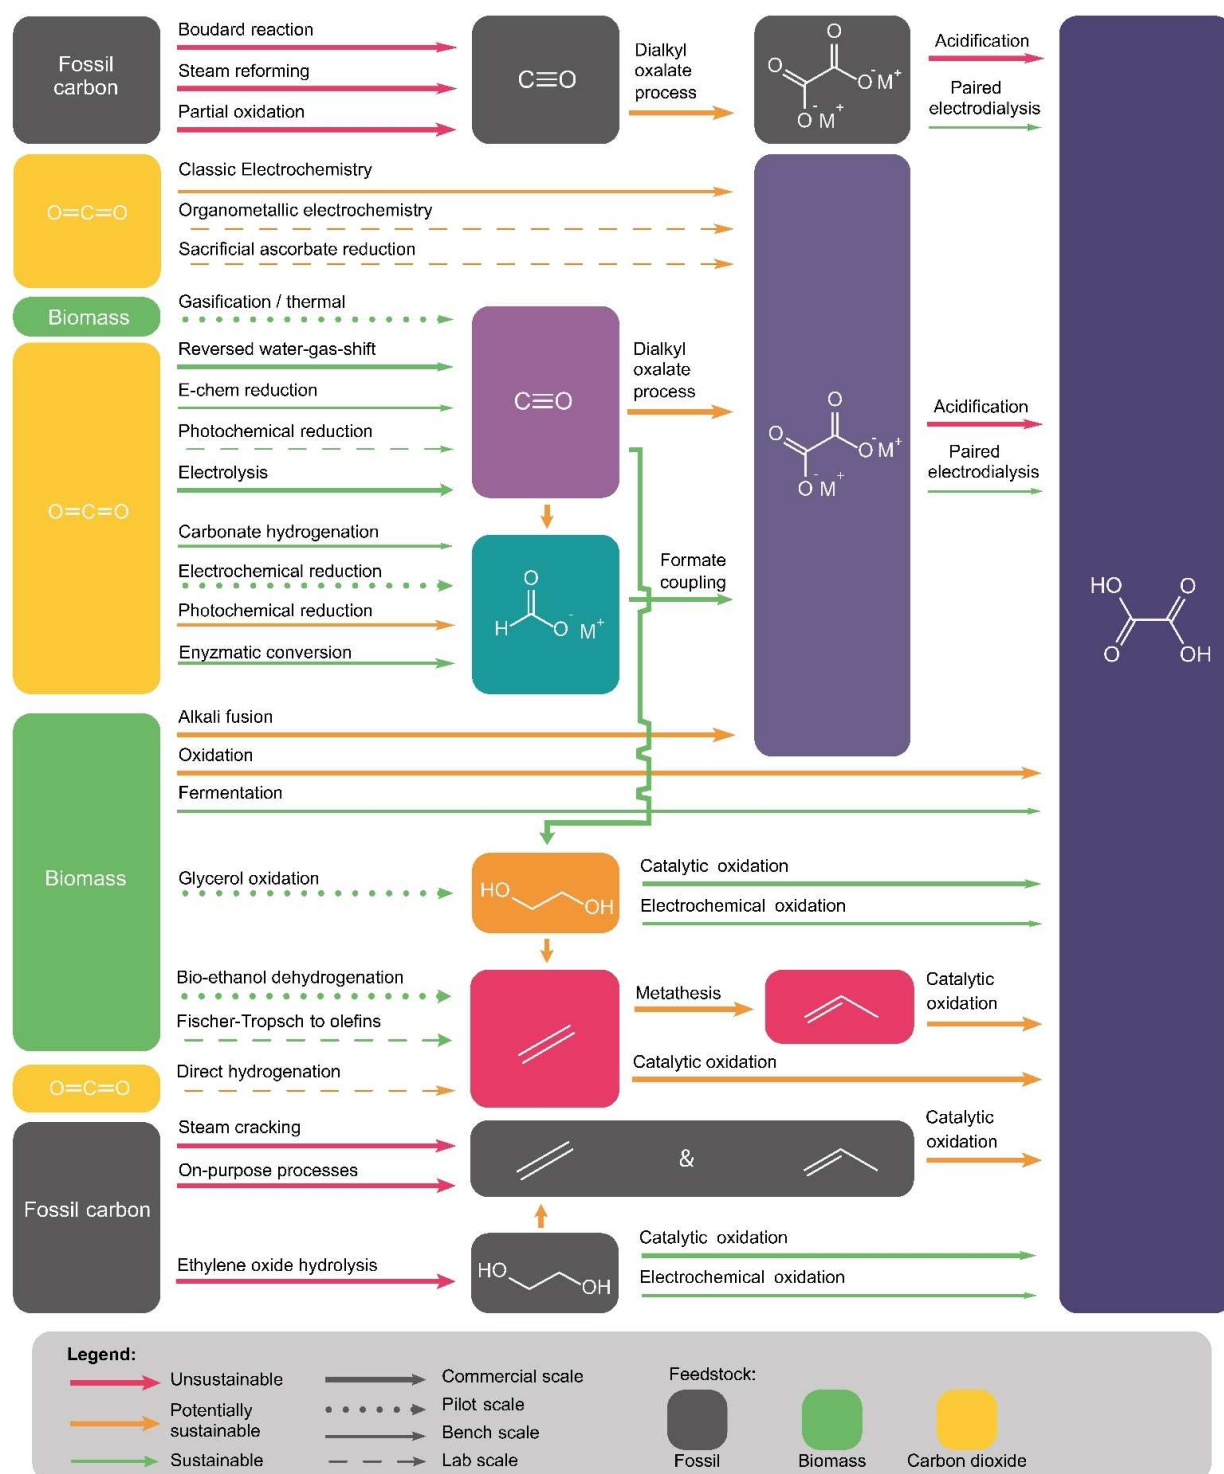 Fossil
carbon
Boudard reaction
Steam reforming
Partial oxidation
C≡O
Dialkyl
oxalate
process
O
O
O⁻M⁺
O⁻M⁺
Acidification
Paired
electrodialysis
O=C=O
Classic Electrochemistry
Organometallic electrochemistry
Sacrificial ascorbate reduction
Biomass
Gasification / thermal
O=C=O
Reversed water-gas-shift
E-chem reduction
Photochemical reduction
Electrolysis
C≡O
Dialkyl
oxalate
process
O
O
O⁻M⁺
O⁻M⁺
Acidification
Paired
electrodialysis
Carbonate hydrogenation
Electrochemical reduction
Photochemical reduction
Enyzmatic conversion
O
H O⁻ M⁺
Formate
coupling
HO O
O OH
Biomass
Alkali fusion
Oxidation
Fermentation
Glycerol oxidation
HO
OH
Catalytic oxidation
Electrochemical oxidation
Bio-ethanol dehydrogenation
Fischer-Tropsch to olefins
Metathesis
Catalytic
oxidation
O=C=O
Direct hydrogenation
Catalytic oxidation
Fossil carbon
Steam cracking
On-purpose processes
&
Catalytic
oxidation
Ethylene oxide hydrolysis
HO
OH
Catalytic oxidation
Electrochemical oxidation
Legend:
Unsustainable
Potentially
sustainable
Sustainable
Commercial scale
Pilot scale
Bench scale
Lab scale
Feedstock:
Fossil
Biomass
Carbon dioxide